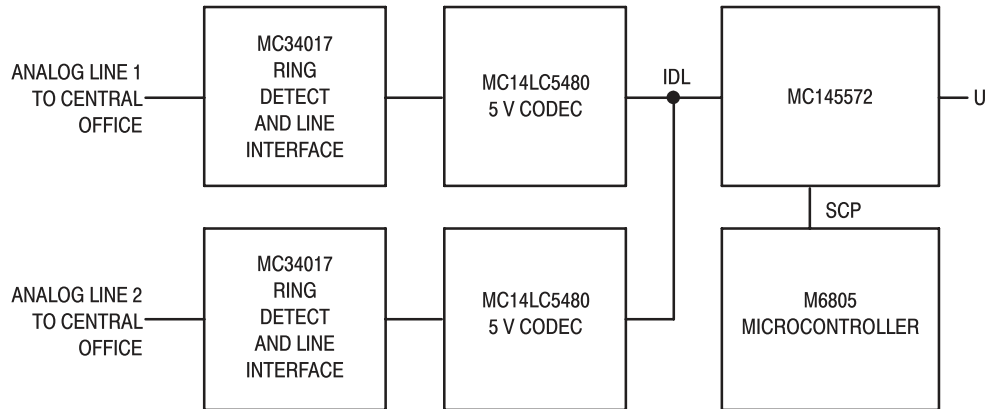 ANALOG LINE 1
TO CENTRAL
OFFICE
MC34017
RING
DETECT
AND LINE
INTERFACE
MC14LC5480
5 V CODEC
IDL
MC145572
U
SCP
ANALOG LINE 2
TO CENTRAL
OFFICE
MC34017
RING
DETECT
AND LINE
INTERFACE
MC14LC5480
5 V CODEC
M6805
MICROCONTROLLER